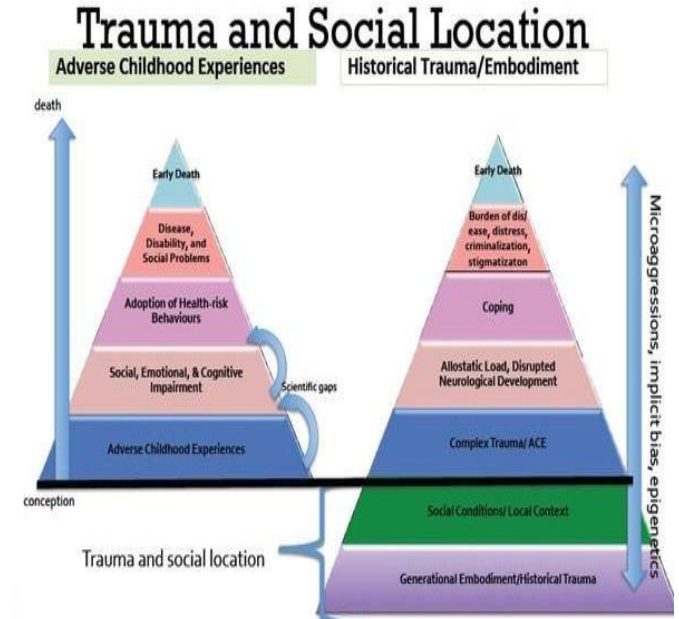 Trauma and Social Location
Adverse Childhood Experiences
Historical Trauma/Embodiment
death
Early Death
Disease,
Disability, and
Social Problems
Adoption of Health-risk
Behaviours
Social, Emotional, & Cognitive
Impairment
Scientific gaps
Adverse Childhood Experiences
conception
Trauma and social location
Early Death
Burden of dis/
ease, distress,
criminalization,
stigmatizaton
Coping
Allostatic Load, Disrupted
Neurological Development
Complex Trauma/ ACE
Social Conditions/ Local Context
Generational Embodiment/Historical Trauma
Microaggressions, implicit bias, epigenetics